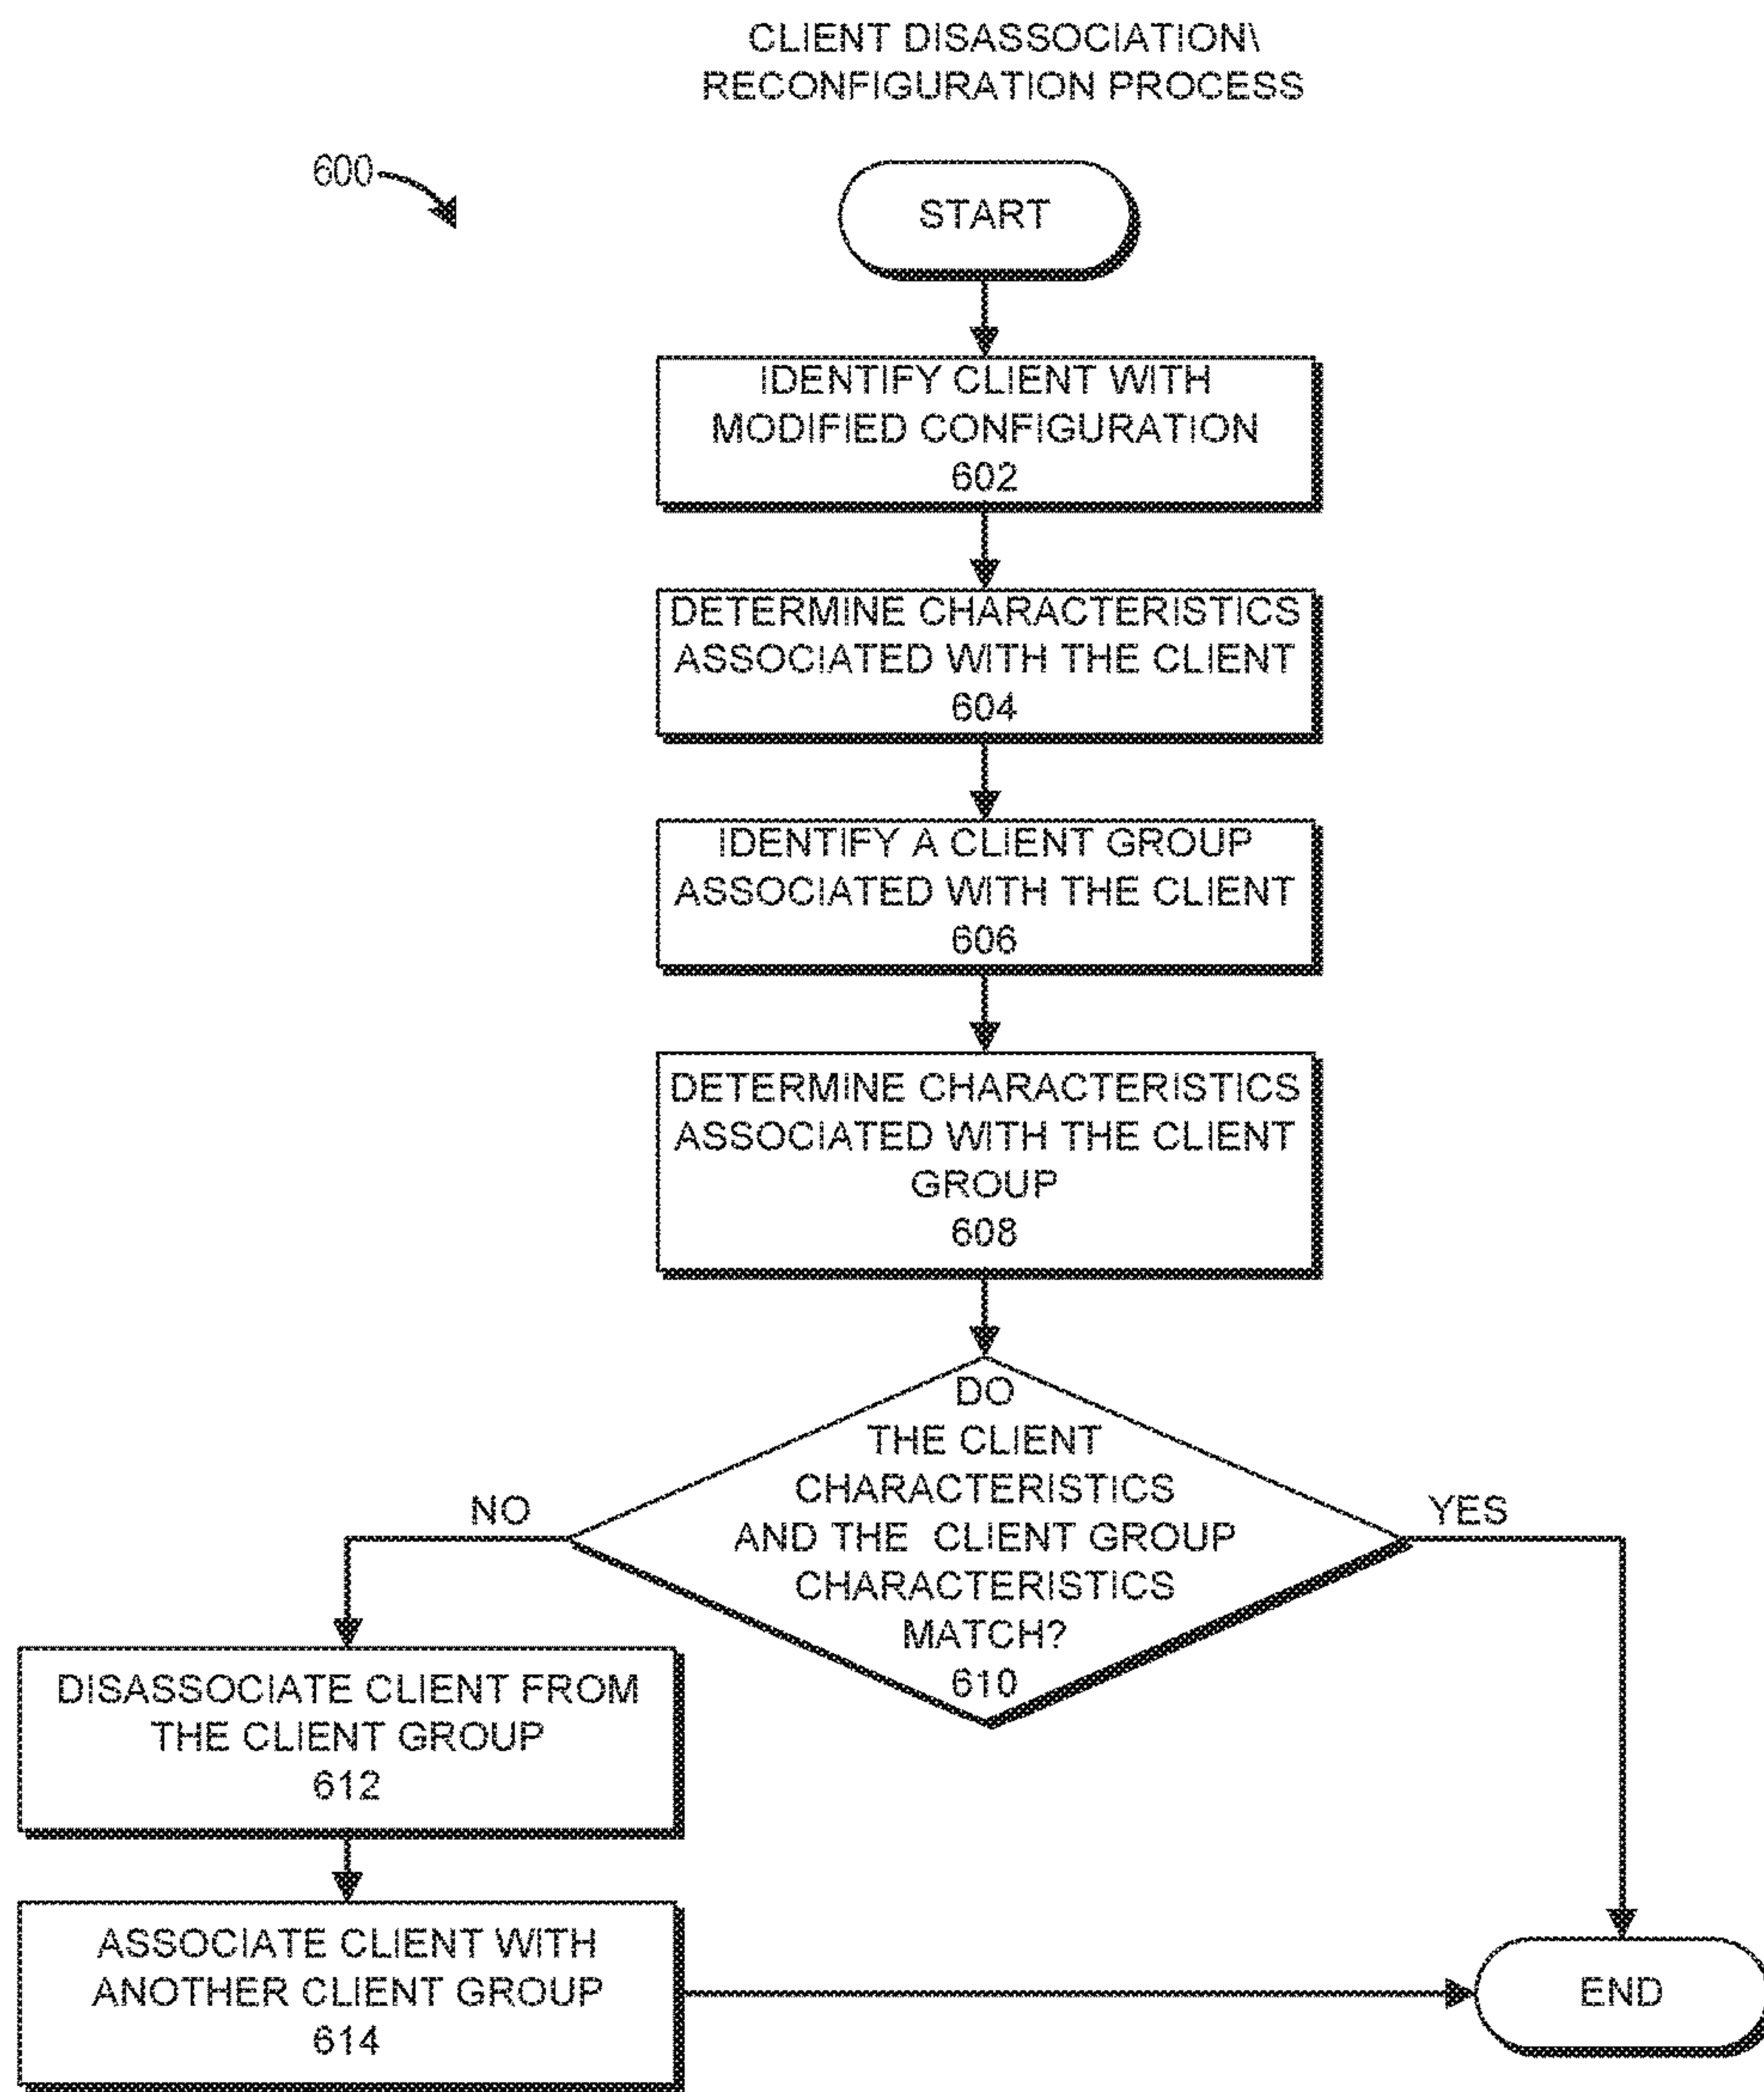 CLIENT DISASSOCIATION\
RECONFIGURATION PROCESS
600
START
IDENTIFY CLIENT WITH
MODIFIED CONFIGURATION
602
DETERMINE CHARACTERISTICS
ASSOCIATED WITH THE CLIENT
604
IDENTIFY A CLIENT GROUP
ASSOCIATED WITH THE CLIENT
606
DETERMINE CHARACTERISTICS
ASSOCIATED WITH THE CLIENT
GROUP
608
DO
THE CLIENT
CHARACTERISTICS
AND THE CLIENT GROUP
CHARACTERISTICS
MATCH?
610
NO
YES
DISASSOCIATE CLIENT FROM
THE CLIENT GROUP
612
ASSOCIATE CLIENT WITH
ANOTHER CLIENT GROUP
614
END